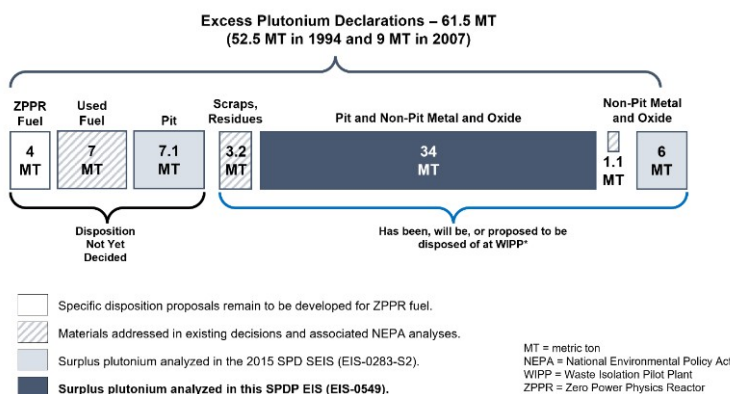 Excess Plutonium Declarations – 61.5 MT
(52.5 MT in 1994 and 9 MT in 2007)
ZPPR
Fuel
Used
Fuel
Pit
Scraps,
Residues
Pit and Non-Pit Metal and Oxide
Non-Pit Metal
and Oxide
4
MT
7
MT
7.1
MT
3.2
MT
34
MT
1.1
MT
6
MT
Disposition
Not Yet
Decided
Has been, will be, or proposed to be
disposed of at WIPP*
Specific disposition proposals remain to be developed for ZPPR fuel.
Materials addressed in existing decisions and associated NEPA analyses.
Surplus plutonium analyzed in the 2015 SPD SEIS (EIS-0283-S2).
Surplus plutonium analyzed in this SPDP EIS (EIS-0549).
MT = metric ton
NEPA = National Environmental Policy Act
WIPP = Waste Isolation Pilot Plant
ZPPR = Zero Power Physics Reactor